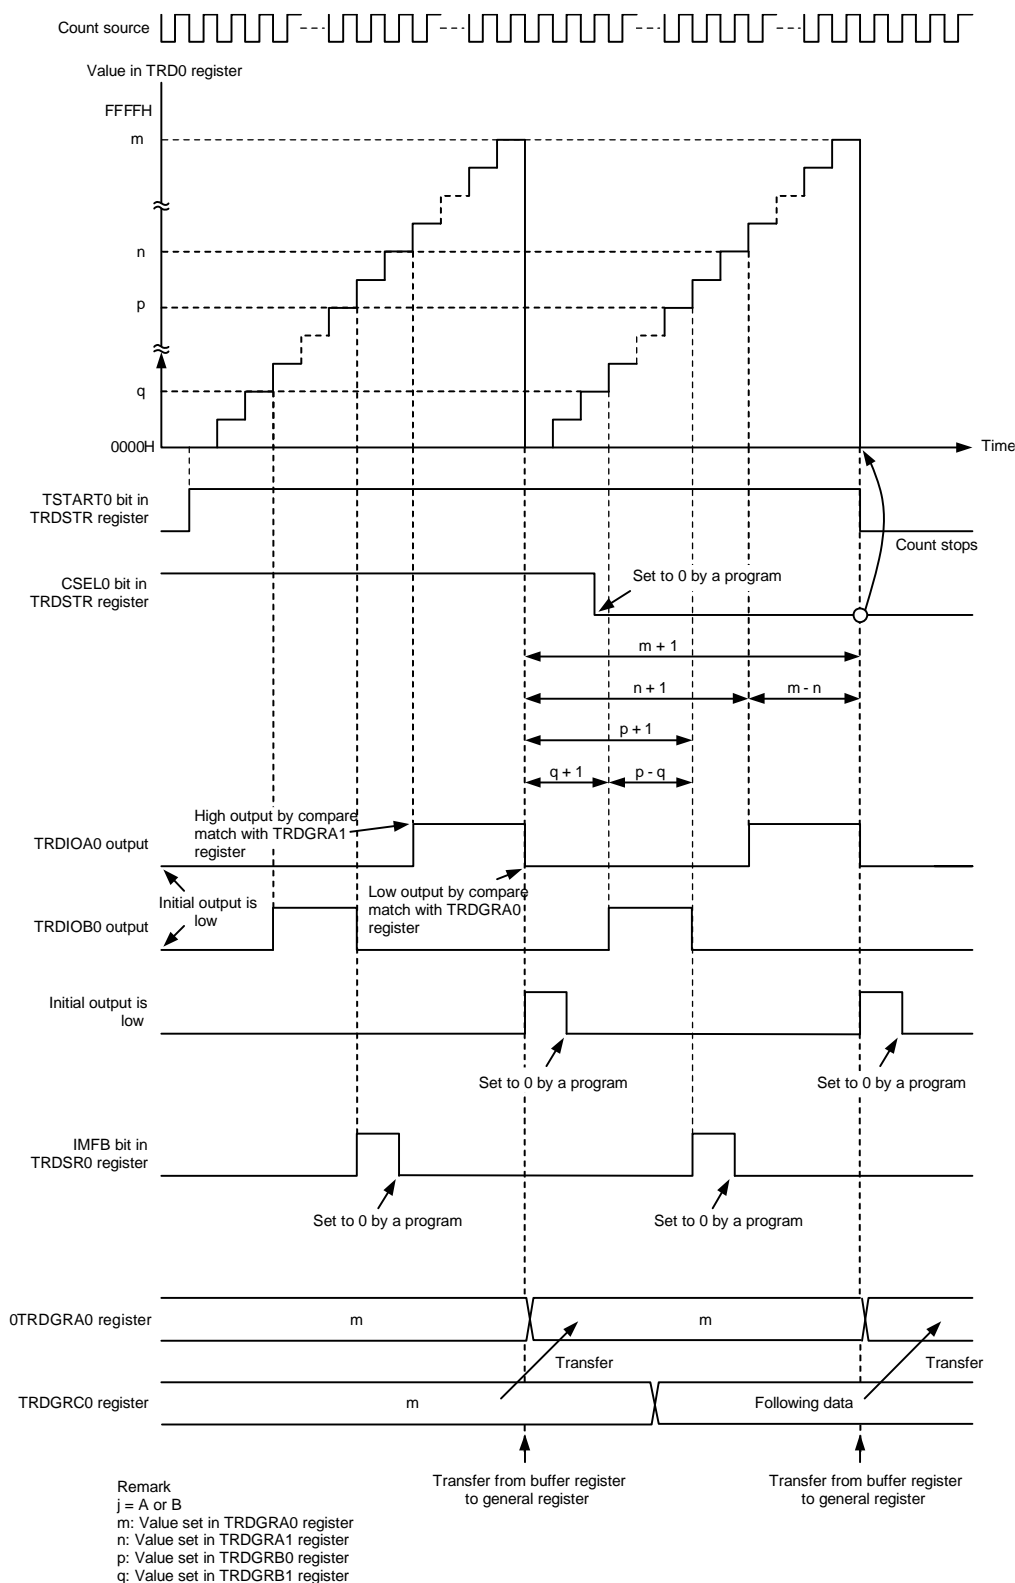 Count source
Value in TRD0 register
FFFFH
m
n
p
q
0000H
Time
TSTART0 bit in
TRDSTR register
Count stops
CSEL0 bit in
TRDSTR register
Set to 0 by a program
m + 1
n + 1
m - n
p + 1
q + 1
p - q
High output by compare
match with TRDGRA1
register
TRDIOA0 output
Low output by compare
match with TRDGRA0
register
Initial output is
low
TRDIOB0 output
Initial output is
low
Set to 0 by a program
Set to 0 by a program
IMFB bit in
TRDSR0 register
Set to 0 by a program
Set to 0 by a program
0TRDGRA0 register
m
m
Transfer
Transfer
TRDGRC0 register
m
Following data
Transfer from buffer register
to general register
Transfer from buffer register
to general register
Remark
j = A or B
m: Value set in TRDGRA0 register
n: Value set in TRDGRA1 register
p: Value set in TRDGRB0 register
q: Value set in TRDGRB1 register